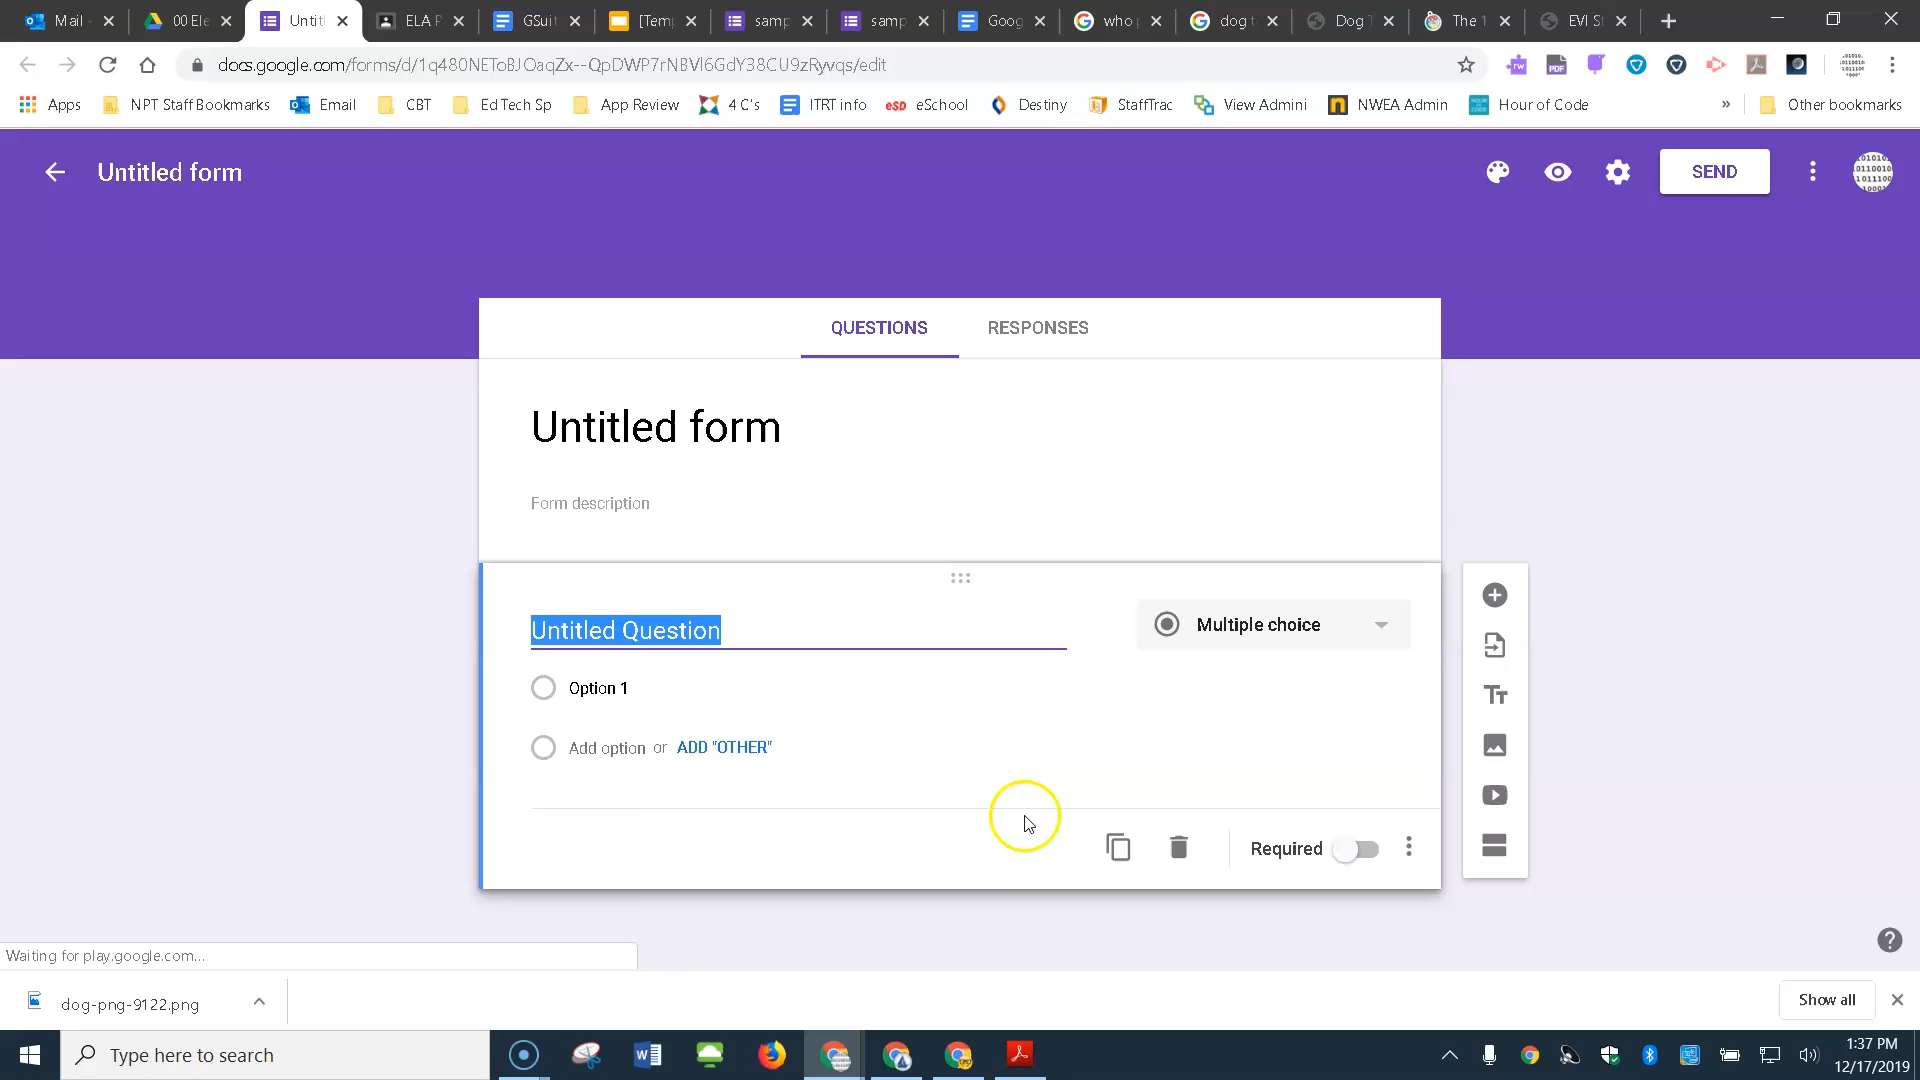 Mail -
00 Ele
Untitl
ELA P
GSuit
[Temp
samp
samp
Goog
who
dog t
Dog T
The 1
EVI S
docs.google.com/forms/d/1q480NEToBJOaqZx--QpDWP7rNBVl6GdY38CU9zRyvqs/edit
Apps
NPT Staff Bookmarks
Email
CBT
Ed Tech Sp
App Review
4 C's
ITRT info
eSD
eSchool
Destiny
StaffTrac
View Admini
NWEA Admin
Hour of Code
»
Other bookmarks
Untitled form
SEND
QUESTIONS
RESPONSES
Untitled form
Form description
Untitled Question
Multiple choice
Option 1
Add option or ADD "OTHER"
Required
Waiting for play.google.com...
dog-png-9122.png
Show all
Type here to search
1:37 PM
12/17/2019